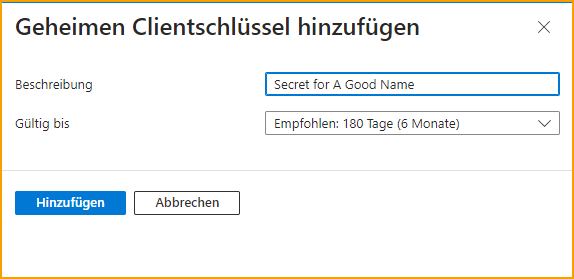 Geheimen Clientschlüssel hinzufügen
Beschreibung
Secret for A Good Name
Gültig bis
Empfohlen: 180 Tage (6 Monate)
Hinzufügen
Abbrechen